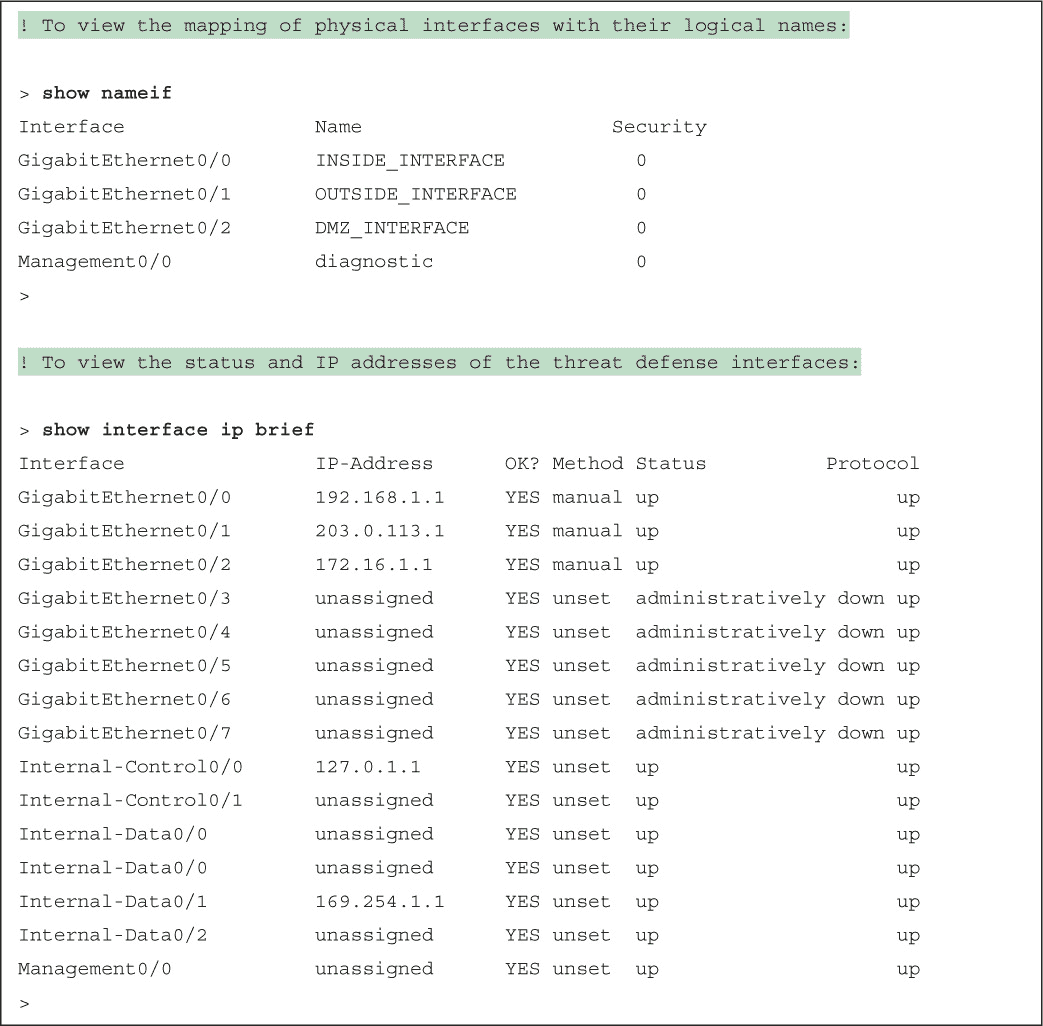 ! To view the mapping of physical interfaces with their logical names:
> show nameif
Interface Name Security
GigabitEthernet0/0 INSIDE_INTERFACE 0
GigabitEthernet0/1 OUTSIDE_INTERFACE 0
GigabitEthernet0/2 DMZ_INTERFACE 0
Management0/0 diagnostic 0
>
! To view the status and IP addresses of the threat defense interfaces:
> show interface ip brief
Interface IP-Address OK? Method Status Protocol
GigabitEthernet0/0 192.168.1.1 YES manual up up
GigabitEthernet0/1 203.0.113.1 YES manual up up
GigabitEthernet0/2 172.16.1.1 YES manual up up
GigabitEthernet0/3 unassigned YES unset administratively down up
GigabitEthernet0/4 unassigned YES unset administratively down up
GigabitEthernet0/5 unassigned YES unset administratively down up
GigabitEthernet0/6 unassigned YES unset administratively down up
GigabitEthernet0/7 unassigned YES unset administratively down up
Internal-Control0/0 127.0.1.1 YES unset up up
Internal-Control0/1 unassigned YES unset up up
Internal-Data0/0 unassigned YES unset up up
Internal-Data0/0 unassigned YES unset up up
Internal-Data0/1 169.254.1.1 YES unset up up
Internal-Data0/2 unassigned YES unset up up
Management0/0 unassigned YES unset up up
>